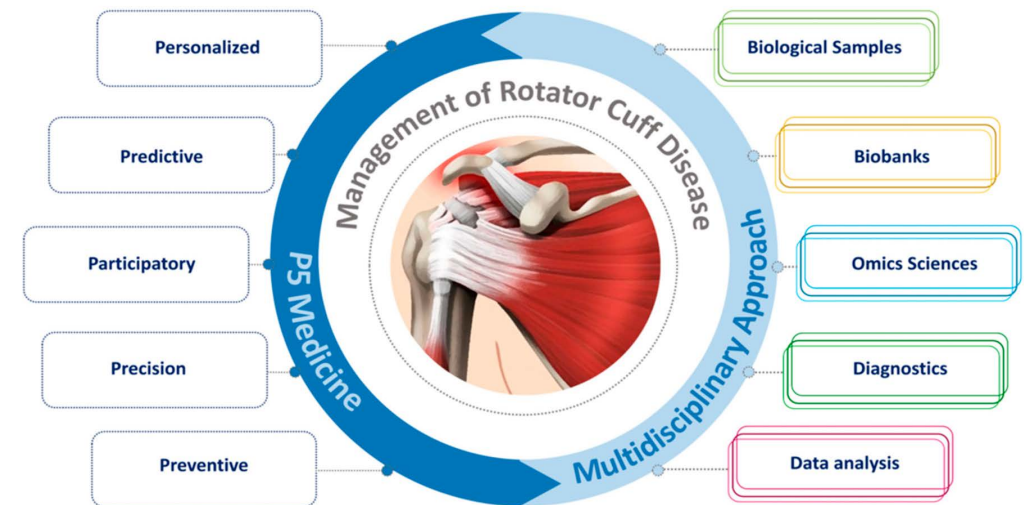 Management of Rotator Cuff Disease
P5 Medicine
Personalized
Predictive
Participatory
Precision
Preventive
Multidisciplinary Approach
Biological Samples
Biobanks
Omics Sciences
Diagnostics
Data analysis